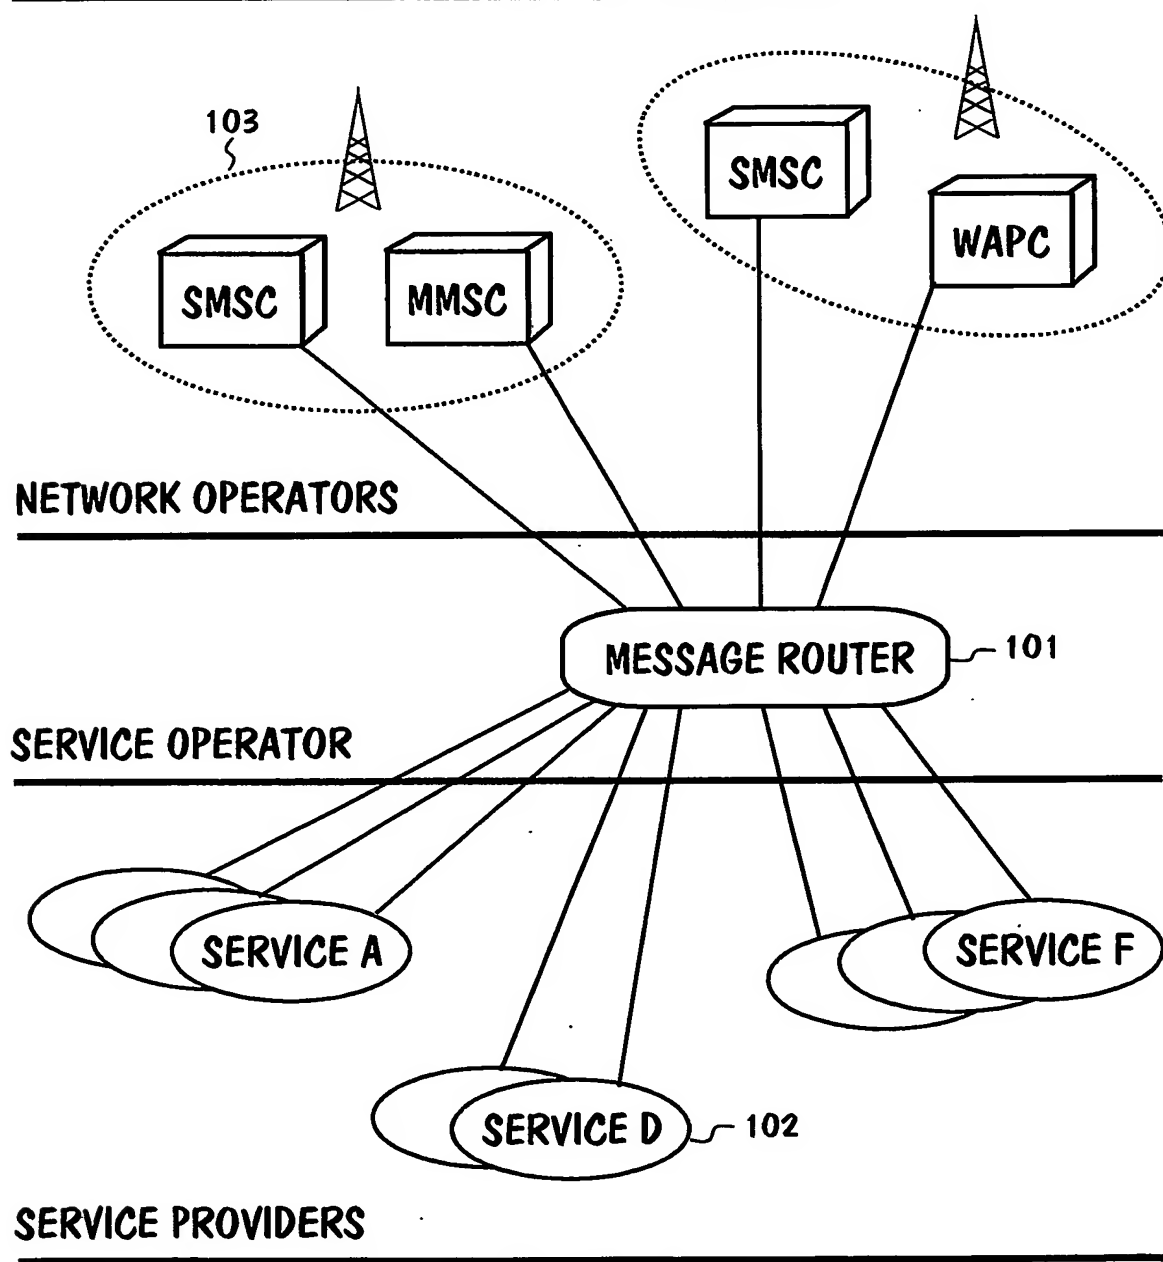 103
SMSC
MMSC
SMSC
WAPC
NETWORK OPERATORS
MESSAGE ROUTER
101
SERVICE OPERATOR
SERVICE A
SERVICE F
SERVICE D
102
SERVICE PROVIDERS